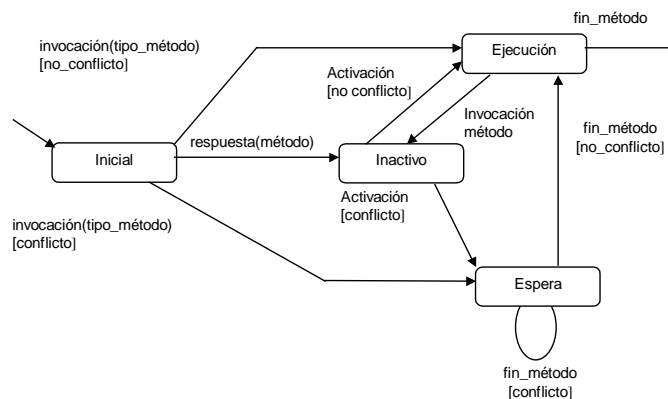 fin_método
invocación(tipo_método)
[no_conflicto]
Ejecución
Activación
[no conflicto]
Invocación
método
fin_método
[no_conflicto]
respuesta(método)
Inicial
Inactivo
Activación
[conflicto]
invocación(tipo_método)
[conflicto]
Espera
fin_método
[conflicto]